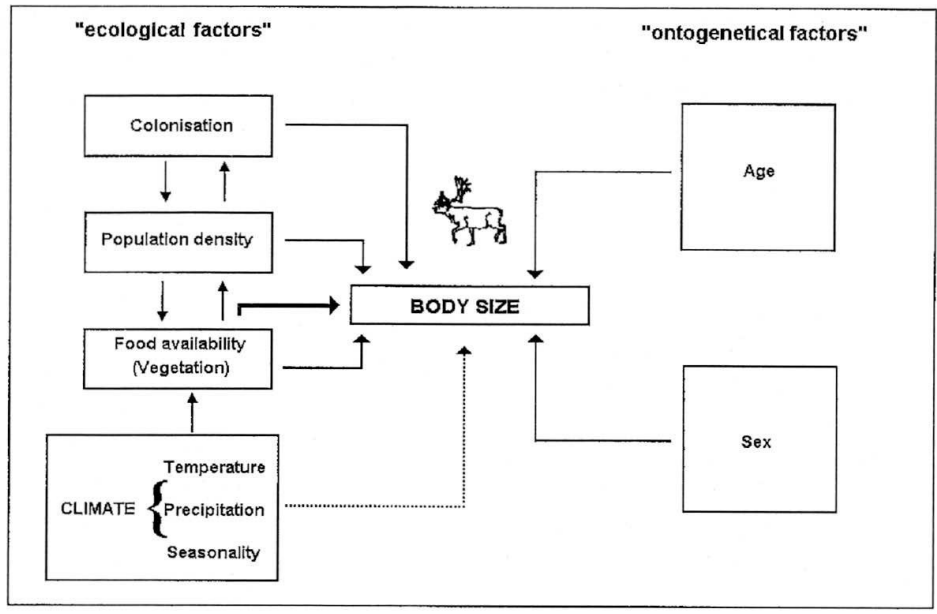 "ecological factors"
"ontogenetical factors"
Colonisation
Age
Population density
BODY SIZE
Food availability
(Vegetation)
Sex
Temperature
CLIMATE { Precipitation
Seasonality